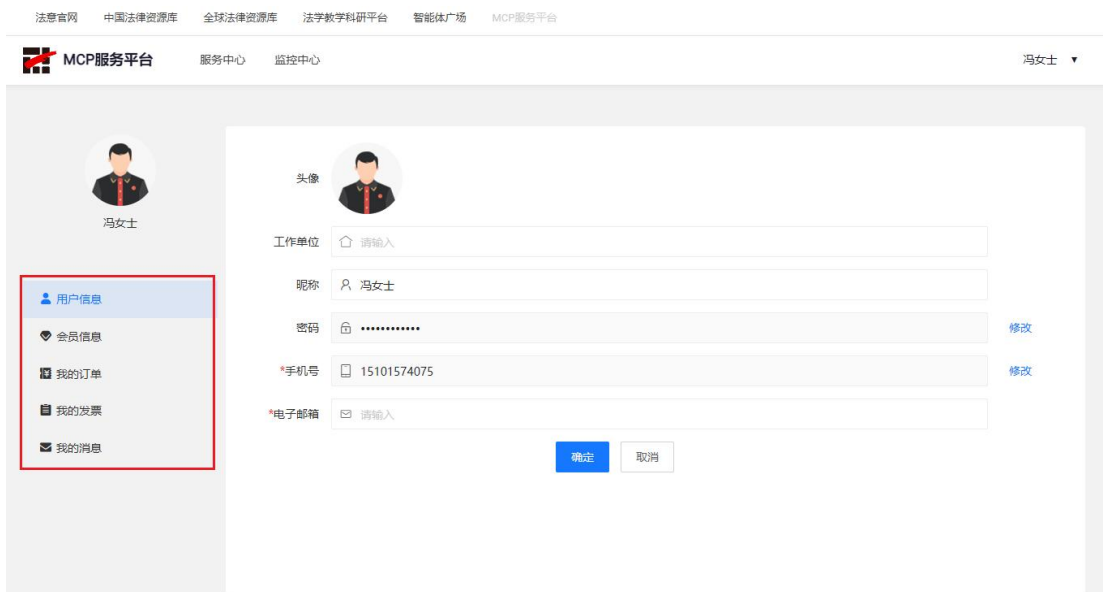 法意官网 中国法律资源库 全球法律资源库 法学教学科研平台 智能体广场 MCP服务平台
MCP服务平台 服务中心 监控中心 冯女士 ▼
冯女士
用户信息
会员信息
我的订单
我的发票
我的消息
头像
工作单位 请输入
昵称 冯女士
密码 •••••••••••• 修改
*手机号 15101574075 修改
*电子邮箱 请输入
确定 取消